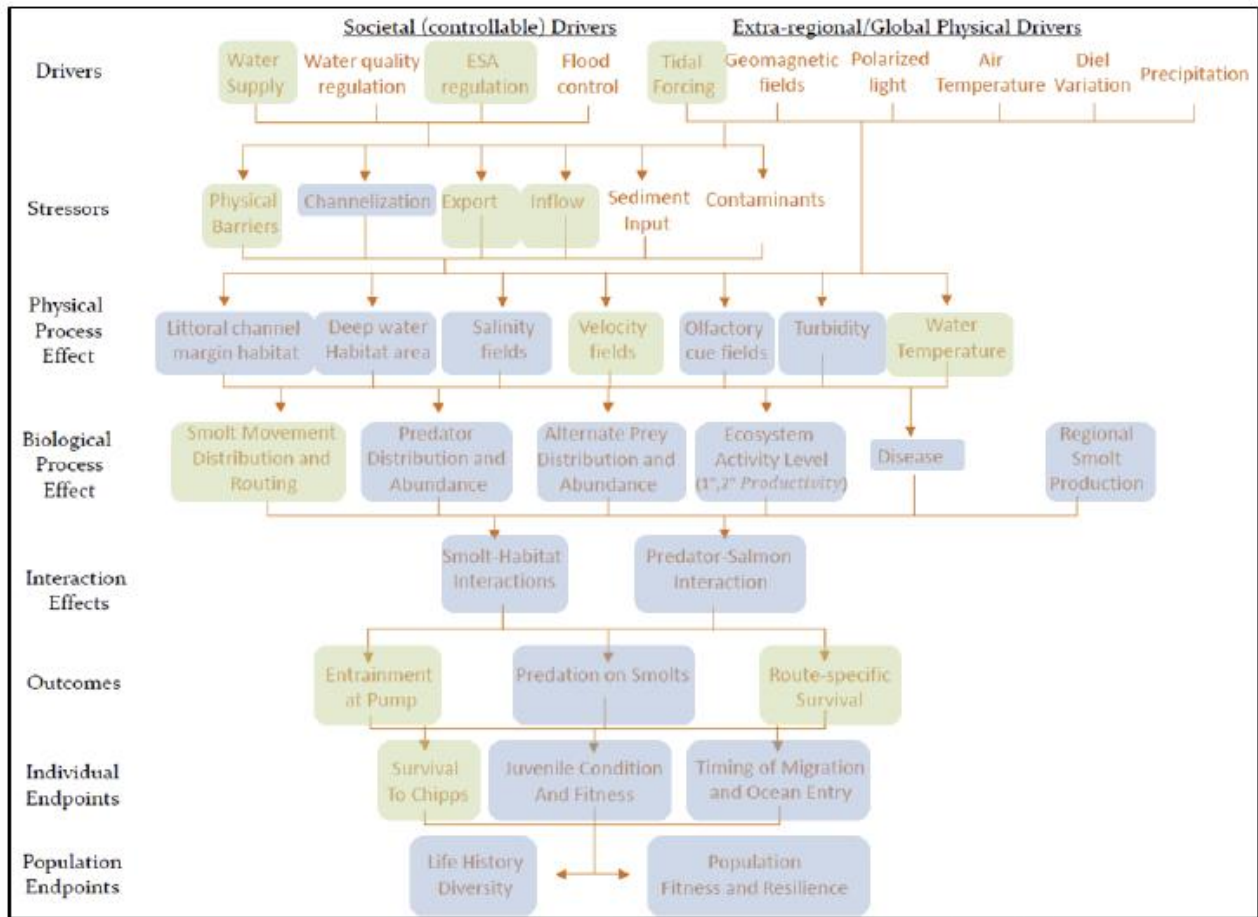 Societal (controllable) Drivers
Extra-regional/Global Physical Drivers
Drivers
Water
Supply
Water quality
regulation
ESA
regulation
Flood
control
Tidal
Forcing
Geomagnetic
fields
Polarized
light
Air
Temperature
Diel
Variation
Precipitation
Stressors
Physical
Barriers
Channelization
Export
Inflow
Sediment
Input
Contaminants
Physical
Process
Effect
Littoral channel
margin habitat
Deep water
Habitat area
Salinity
fields
Velocity
fields
Olfactory
cue fields
Turbidity
Water
Temperature
Biological
Process
Effect
Smolt Movement
Distribution and
Routing
Predator
Distribution and
Abundance
Alternate Prey
Distribution and
Abundance
Ecosystem
Activity Level
(1°,2° Productivity)
Disease
Regional
Smolt
Production
Interaction
Effects
Smolt-Habitat
Interactions
Predator-Salmon
Interaction
Outcomes
Entrainment
at Pump
Predation on Smolts
Route-specific
Survival
Individual
Endpoints
Survival
To Chipps
Juvenile Condition
And Fitness
Timing of Migration
and Ocean Entry
Population
Endpoints
Life History
Diversity
Population
Fitness and Resilience